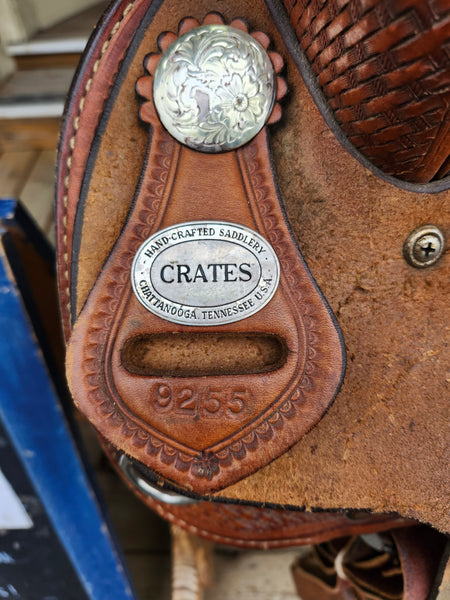 - HAND-CRAFTED SADDLERY -
CRATES
CHATTANOOGA, TENNESSEE U.S.A.
9255